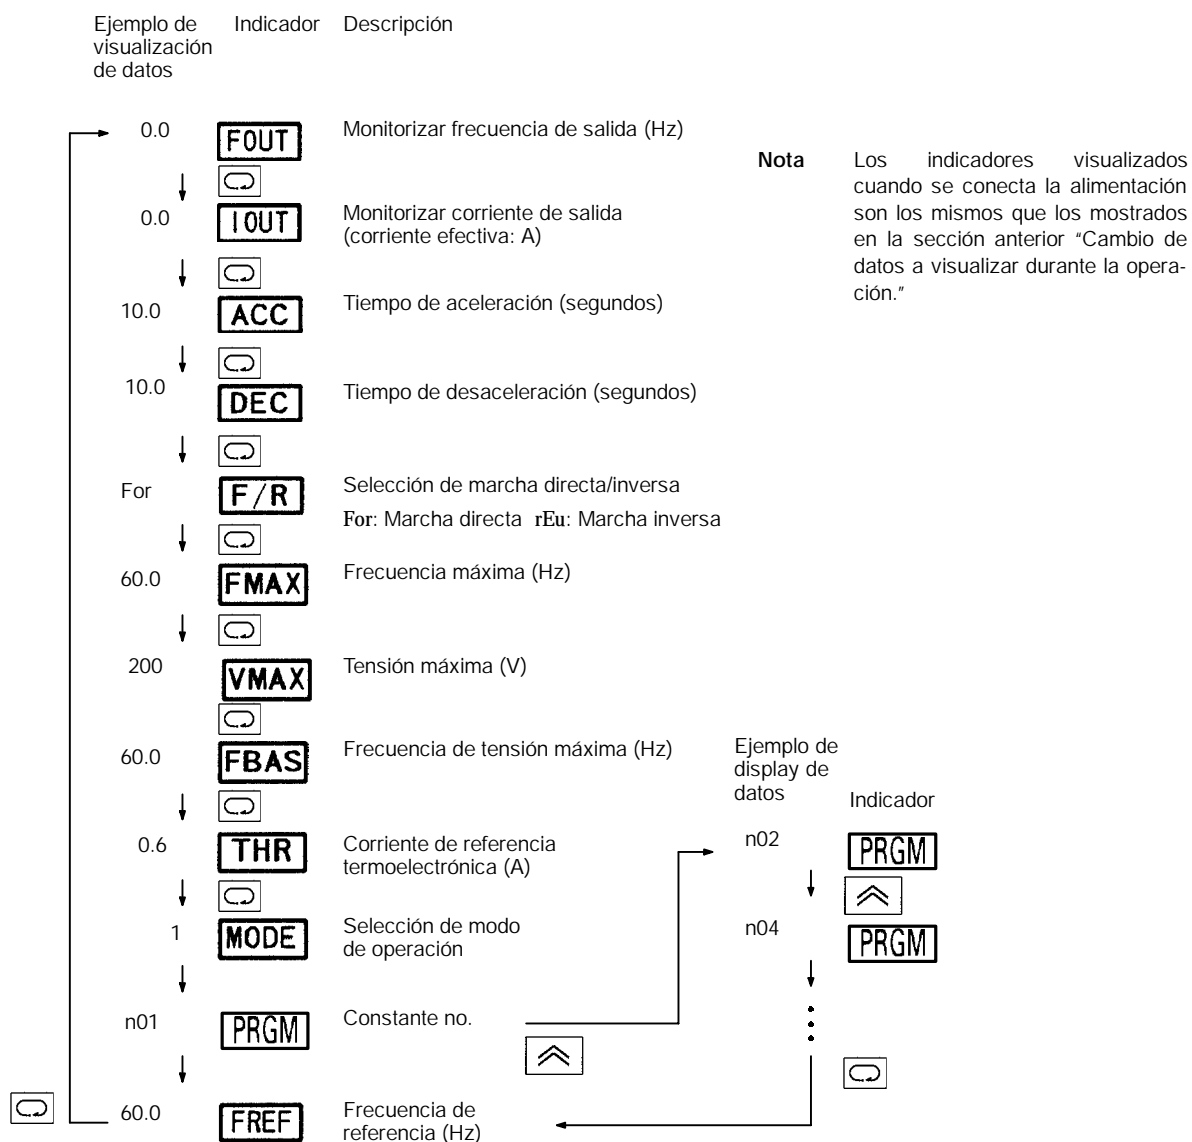 Ejemplo de visualización de datos
Indicador
Descripción
0.0 FOUT Monitorizar frecuencia de salida (Hz)
0.0 IOUT Monitorizar corriente de salida
(corriente efectiva: A)
10.0 ACC Tiempo de aceleración (segundos)
10.0 DEC Tiempo de desaceleración (segundos)
For F/R Selección de marcha directa/inversa
For: Marcha directa rEu: Marcha inversa
60.0 FMAX Frecuencia máxima (Hz)
200 VMAX Tensión máxima (V)
60.0 FBAS Frecuencia de tensión máxima (Hz)
0.6 THR Corriente de referencia
termoelectrónica (A)
1 MODE Selección de modo
de operación
n01 PRGM Constante no.
60.0 FREF Frecuencia de
referencia (Hz)
Nota
Los indicadores visualizados
cuando se conecta la alimentación
son los mismos que los mostrados
en la sección anterior "Cambio de
datos a visualizar durante la opera-
ción."
Ejemplo de
display de
datos
Indicador
n02 PRGM
n04 PRGM